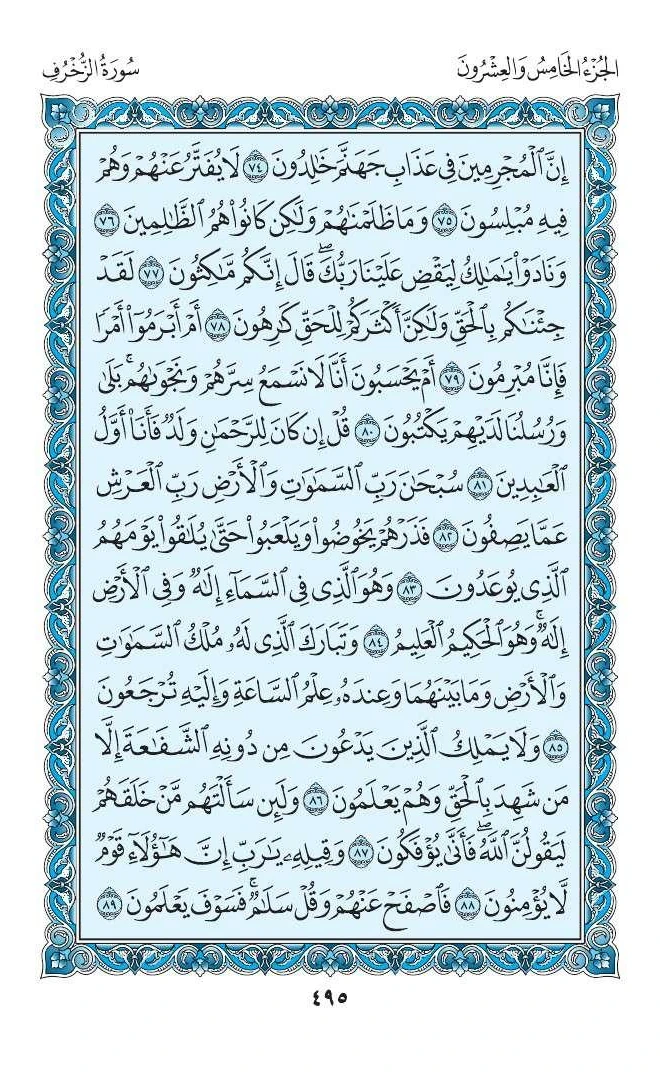 الجُزْءُ الخَامِسُ وَالعِشْرُونَ
سُورَةُ الزُّخْرُفِ
إِنَّ ٱلْمُجْرِمِينَ فِى عَذَابِ جَهَنَّمَ خَٰلِدُونَ ٧٤ لَا يُفَتَّرُ عَنْهُمْ وَهُمْ
فِيهِ مُبْلِسُونَ ٧٥ وَمَا ظَلَمْنَٰهُمْ وَلَٰكِن كَانُوا۟ هُمُ ٱلظَّٰلِمِينَ ٧٦
وَنَادَوْا۟ يَٰمَٰلِكُ لِيَقْضِ عَلَيْنَا رَبُّكَ ۖ قَالَ إِنَّكُم مَّٰكِثُونَ ٧٧ لَقَدْ
جِئْنَٰكُم بِٱلْحَقِّ وَلَٰكِنَّ أَكْثَرَكُمْ لِلْحَقِّ كَٰرِهُونَ ٧٨ أَمْ أَبْرَمُوٓا۟ أَمْرًا
فَإِنَّا مُبْرِمُونَ ٧٩ أَمْ يَحْسَبُونَ أَنَّا لَا نَسْمَعُ سِرَّهُمْ وَنَجْوَىٰهُم ۚ بَلَىٰ
وَرُسُلُنَا لَدَيْهِمْ يَكْتُبُونَ ٨٠ قُلْ إِن كَانَ لِلرَّحْمَٰنِ وَلَدٌ فَأَنَا۠ أَوَّلُ
ٱلْعَٰبِدِينَ ٨١ سُبْحَٰنَ رَبِّ ٱلسَّمَٰوَٰتِ وَٱلْأَرْضِ رَبِّ ٱلْعَرْشِ
عَمَّا يَصِفُونَ ٨٢ فَذَرْهُمْ يَخُوضُوا۟ وَيَلْعَبُوا۟ حَتَّىٰ يُلَٰقُوا۟ يَوْمَهُمُ
ٱلَّذِى يُوعَدُونَ ٨٣ وَهُوَ ٱلَّذِى فِى ٱلسَّمَآءِ إِلَٰهٌ وَفِى ٱلْأَرْضِ
إِلَٰهٌ ۚ وَهُوَ ٱلْحَكِيمُ ٱلْعَلِيمُ ٨٤ وَتَبَارَكَ ٱلَّذِى لَهُۥ مُلْكُ ٱلسَّمَٰوَٰتِ
وَٱلْأَرْضِ وَمَا بَيْنَهُمَا وَعِندَهُۥ عِلْمُ ٱلسَّاعَةِ وَإِلَيْهِ تُرْجَعُونَ
٨٥ وَلَا يَمْلِكُ ٱلَّذِينَ يَدْعُونَ مِن دُونِهِ ٱلشَّفَٰعَةَ إِلَّا
مَن شَهِدَ بِٱلْحَقِّ وَهُمْ يَعْلَمُونَ ٨٦ وَلَئِن سَأَلْتَهُم مَّنْ خَلَقَهُمْ
لَيَقُولُنَّ ٱللَّهُ ۖ فَأَنَّىٰ يُؤْفَكُونَ ٨٧ وَقِيلِهِۦ يَٰرَبِّ إِنَّ هَٰٓؤُلَآءِ قَوْمٌ
لَّا يُؤْمِنُونَ ٨٨ فَٱصْفَحْ عَنْهُمْ وَقُلْ سَلَٰمٌ ۚ فَسَوْفَ يَعْلَمُونَ ٨٩
٤٩٥